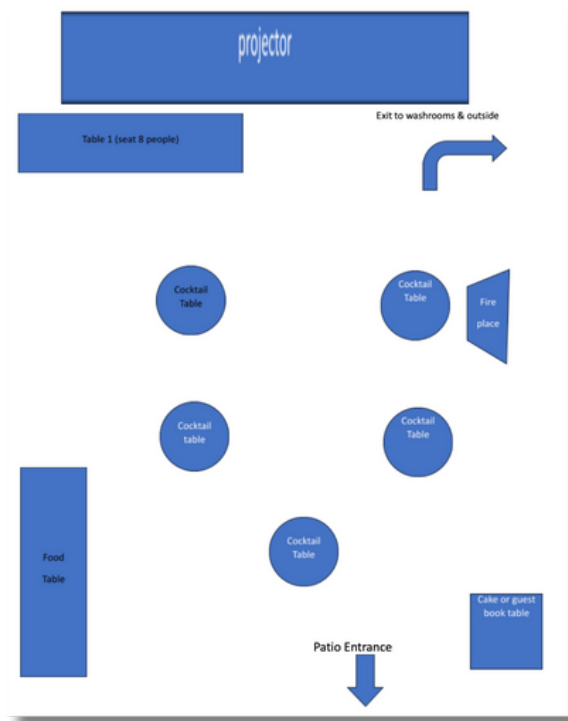 projector
Exit to washrooms & outside
Table 1 (seat 8 people)
Cocktail
Table
Cocktail
Table
Fire
place
Cocktail
table
Cocktail
Table
Cocktail
Table
Food
Table
Cake or guest
book table
Patio Entrance